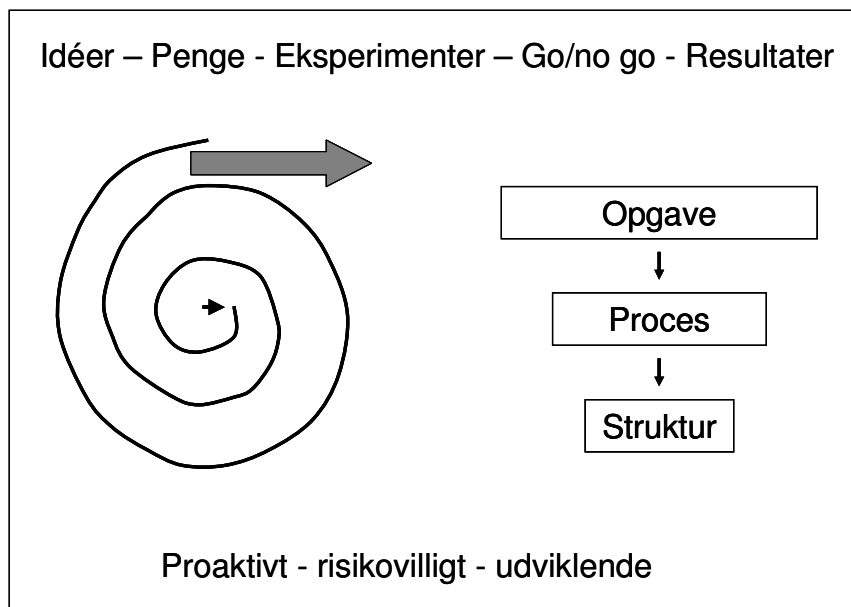 Idéer – Penge - Eksperimenter – Go/no go - Resultater
Opgave
Proces
Struktur
Proaktivt - risikovilligt - udviklende